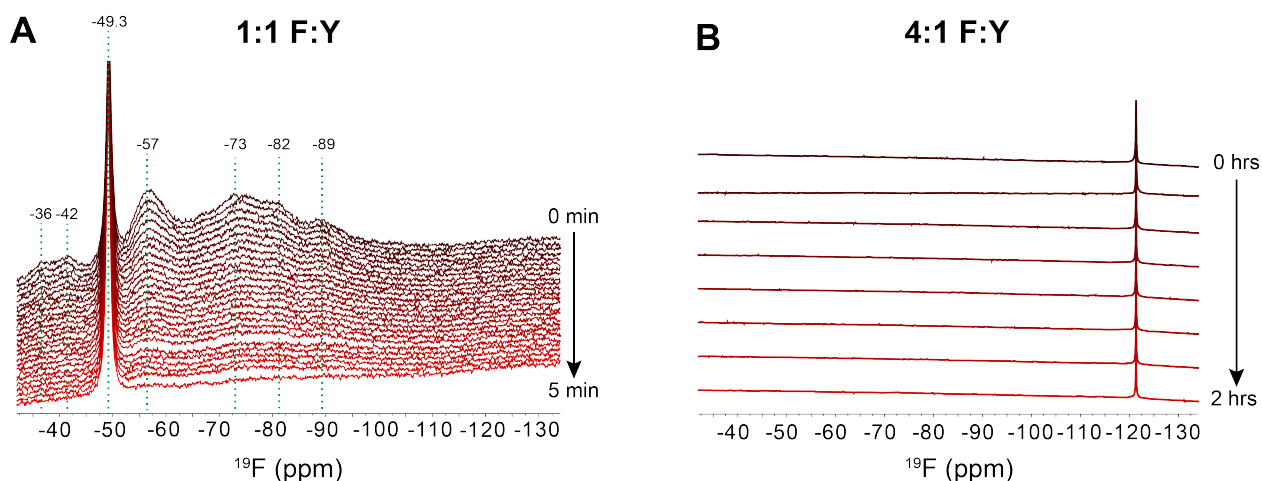 A
1:1 F:Y
-49.3
-57
-73
-82
-89
-36
-42
0 min
5 min
-40 -50 -60 -70 -80 -90 -100 -110 -120 -130
¹⁹F (ppm)
B
4:1 F:Y
0 hrs
2 hrs
-40 -50 -60 -70 -80 -90 -100 -110 -120 -130
¹⁹F (ppm)